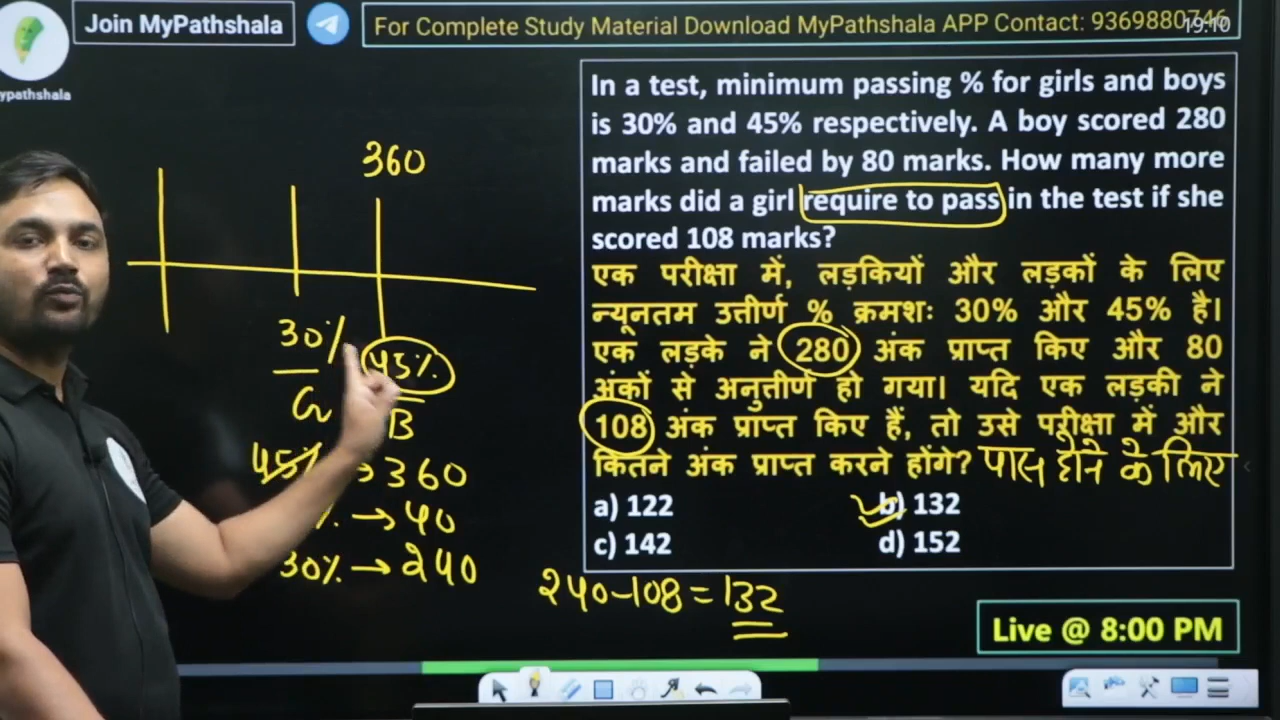 Join MyPathshala
For Complete Study Material Download MyPathshala APP Contact: 9369880746
19:10
ypathshala
In a test, minimum passing % for girls and boys
is 30% and 45% respectively. A boy scored 280
marks and failed by 80 marks. How many more
marks did a girl require to pass in the test if she
scored 108 marks?
एक परीक्षा में, लड़कियों और लड़कों के लिए
न्यूनतम उत्तीर्ण % क्रमशः 30% और 45% है।
एक लड़के ने 280 अंक प्राप्त किए और 80
अंकों से अनुत्तीर्ण हो गया। यदि एक लड़की ने
108 अंक प्राप्त किए हैं, तो उसे परीक्षा में और
कितने अंक प्राप्त करने होंगे? पास होने के लिए
a) 122 b) 132
c) 142 d) 152
360
30% 45%
G B
45% → 360
% → 40
30% → 240
240-108=132
Live @ 8:00 PM